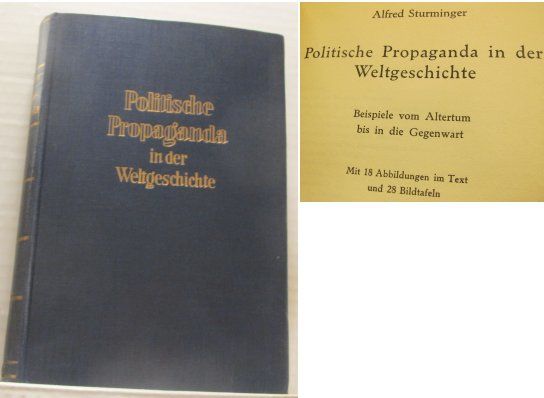 Politische
Propaganda
in der
Weltgeschichte
Alfred Sturminger
Politische Propaganda in der
Weltgeschichte
Beispiele vom Altertum
bis in die Gegenwart
Mit 18 Abbildungen im Text
und 28 Bildtafeln